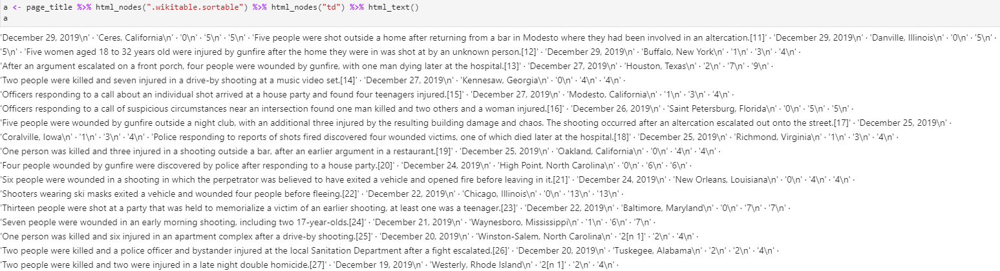 a <- page_title %>% html_nodes(".wikitable.sortable") %>% html_nodes("td") %>% html_text()
a
'December 29, 2019\n' · 'Ceres, California\n' · '0\n' · '5\n' · '5\n' · 'Five people were shot outside a home after returning from a bar in Modesto where they had been involved in an altercation.[11]' · 'December 29, 2019\n' · 'Danville, Illinois\n' · '0\n' · '5\n' ·
'5\n' · 'Five women aged 18 to 32 years old were injured by gunfire after the home they were in was shot at by an unknown person.[12]' · 'December 29, 2019\n' · 'Buffalo, New York\n' · '1\n' · '3\n' · '4\n' ·
'After an argument escalated on a front porch, four people were wounded by gunfire, with one man dying later at the hospital.[13]' · 'December 27, 2019\n' · 'Houston, Texas\n' · '2\n' · '7\n' · '9\n' ·
'Two people were killed and seven injured in a drive-by shooting at a music video set.[14]' · 'December 27, 2019\n' · 'Kennesaw, Georgia\n' · '0\n' · '4\n' · '4\n' ·
'Officers responding to a call about an individual shot arrived at a house party and found four teenagers injured.[15]' · 'December 27, 2019\n' · 'Modesto, California\n' · '1\n' · '3\n' · '4\n' ·
'Officers responding to a call of suspicious circumstances near an intersection found one man killed and two others and a woman injured.[16]' · 'December 26, 2019\n' · 'Saint Petersburg, Florida\n' · '0\n' · '5\n' · '5\n' ·
'Five people were wounded by gunfire outside a night club, with an additional three injured by the resulting building damage and chaos. The shooting occurred after an altercation escalated out onto the street.[17]' · 'December 25, 2019\n' ·
'Coralville, Iowa\n' · '1\n' · '3\n' · '4\n' · 'Police responding to reports of shots fired discovered four wounded victims, one of which died later at the hospital.[18]' · 'December 25, 2019\n' · 'Richmond, Virginia\n' · '1\n' · '3\n' · '4\n' ·
'One person was killed and three injured in a shooting outside a bar, after an earlier argument in a restaurant.[19]' · 'December 25, 2019\n' · 'Oakland, California\n' · '0\n' · '4\n' · '4\n' ·
'Four people wounded by gunfire were discovered by police after responding to a house party.[20]' · 'December 24, 2019\n' · 'High Point, North Carolina\n' · '0\n' · '6\n' · '6\n' ·
'Six people were wounded in a shooting in which the perpetrator was believed to have exited a vehicle and opened fire before leaving in it.[21]' · 'December 24, 2019\n' · 'New Orleans, Louisiana\n' · '0\n' · '4\n' · '4\n' ·
'Shooters wearing ski masks exited a vehicle and wounded four people before fleeing.[22]' · 'December 22, 2019\n' · 'Chicago, Illinois\n' · '0\n' · '13\n' · '13\n' ·
'Thirteen people were shot at a party that was held to memorialize a victim of an earlier shooting, at least one was a teenager.[23]' · 'December 22, 2019\n' · 'Baltimore, Maryland\n' · '0\n' · '7\n' · '7\n' ·
'Seven people were wounded in an early morning shooting, including two 17-year-olds.[24]' · 'December 21, 2019\n' · 'Waynesboro, Mississippi\n' · '1\n' · '6\n' · '7\n' ·
'One person was killed and six injured in an apartment complex after a drive-by shooting.[25]' · 'December 20, 2019\n' · 'Winston-Salem, North Carolina\n' · '2[n 1]' · '2\n' · '4\n' ·
'Two people were killed and a police officer and bystander injured at the local Sanitation Department after a fight escalated.[26]' · 'December 20, 2019\n' · 'Tuskegee, Alabama\n' · '2\n' · '2\n' · '4\n' ·
'Two people were killed and two were injured in a late night double homicide.[27]' · 'December 19, 2019\n' · 'Westerly, Rhode Island\n' · '2[n 1]' · '2\n' · '4\n' ·